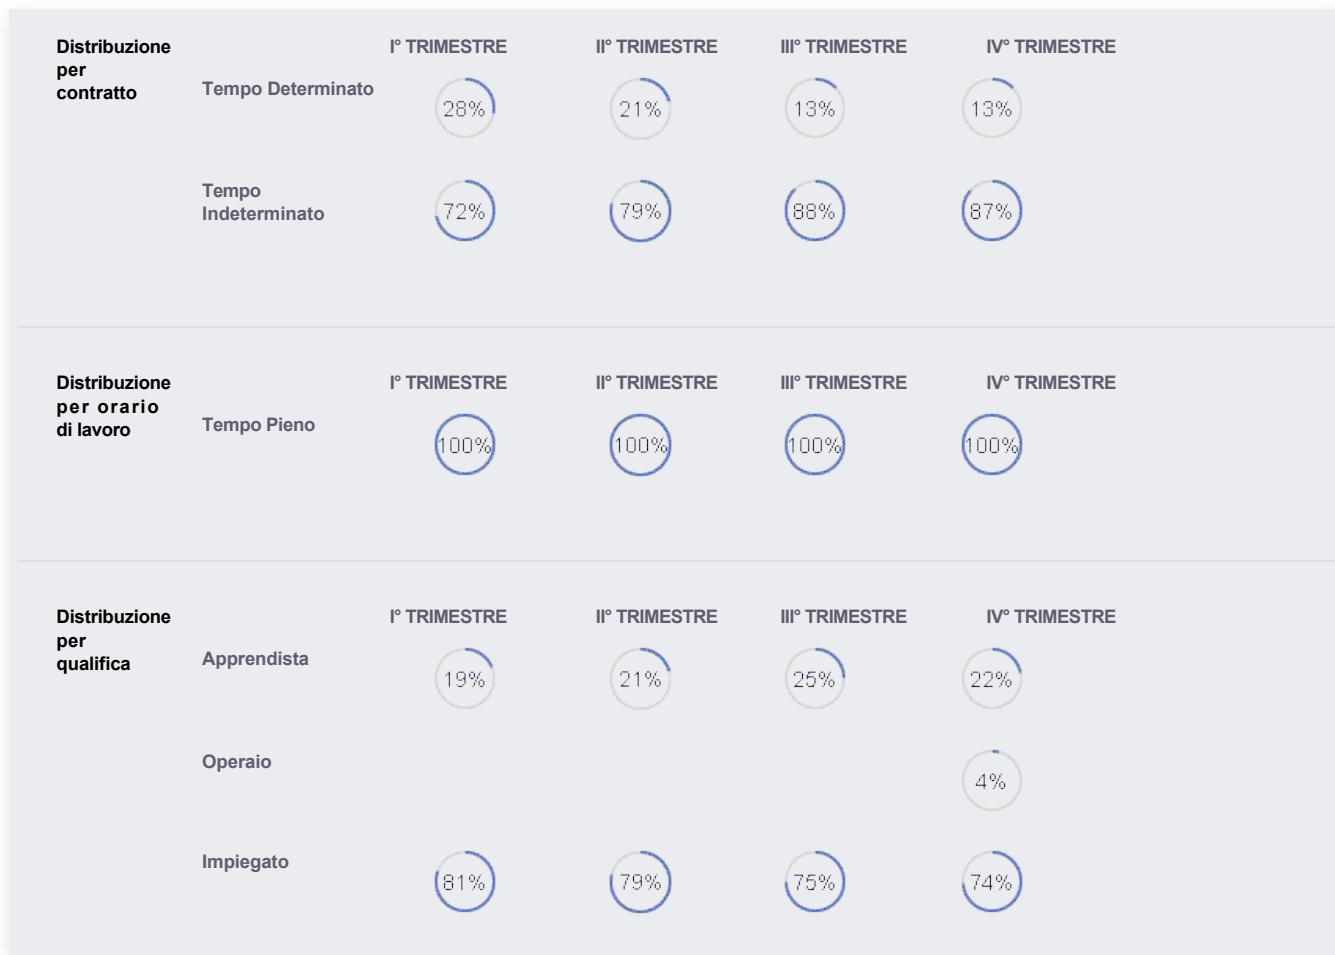 Distribuzione
per
contratto
I° TRIMESTRE II° TRIMESTRE III° TRIMESTRE IV° TRIMESTRE
Tempo Determinato
28% 21% 13% 13%
Tempo
Indeterminato
72% 79% 88% 87%
Distribuzione
per orario
di lavoro
I° TRIMESTRE II° TRIMESTRE III° TRIMESTRE IV° TRIMESTRE
Tempo Pieno
100% 100% 100% 100%
Distribuzione
per
qualifica
I° TRIMESTRE II° TRIMESTRE III° TRIMESTRE IV° TRIMESTRE
Apprendista
19% 21% 25% 22%
Operaio
4%
Impiegato
81% 79% 75% 74%